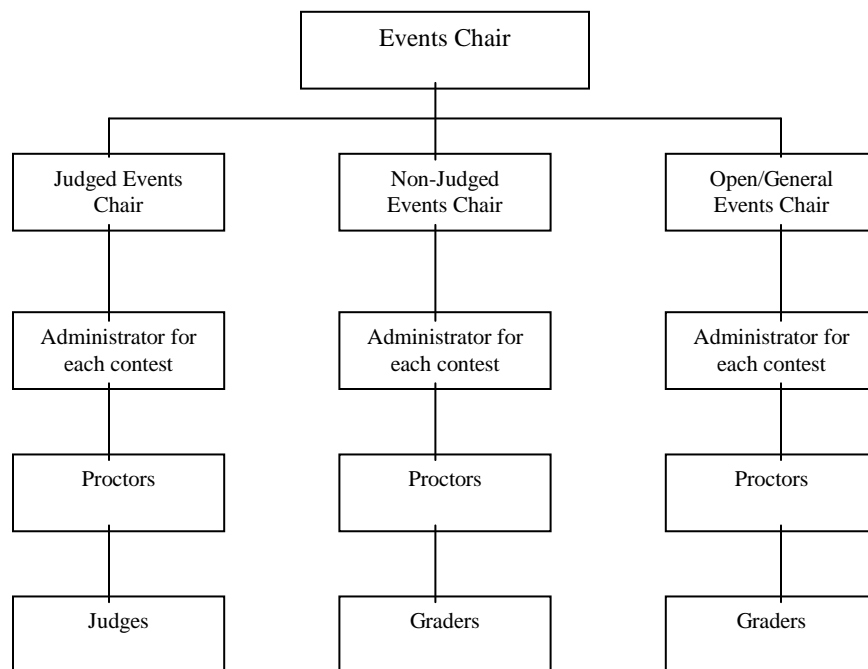 Events Chair
Judged Events
Chair
Non-Judged
Events Chair
Open/General
Events Chair
Administrator for
each contest
Administrator for
each contest
Administrator for
each contest
Proctors
Proctors
Proctors
Judges
Graders
Graders